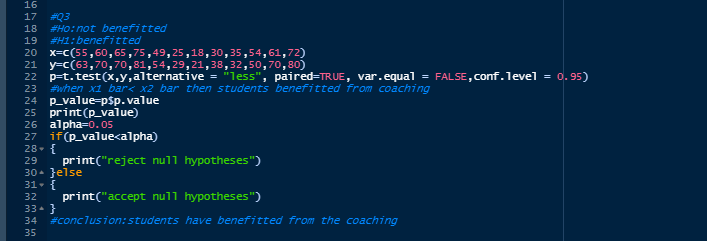 16
17 #Q3
18 #Ho:not benefitted
19 #H1:benefitted
20 x=c(55,60,65,75,49,25,18,30,35,54,61,72)
21 y=c(63,70,70,81,54,29,21,38,32,50,70,80)
22 p=t.test(x,y,alternative = "less", paired=TRUE, var.equal = FALSE,conf.level = 0.95)
23 #when x1 bar< x2 bar then students benefitted from coaching
24 p_value=p$p.value
25 print(p_value)
26 alpha=0.05
27 if(p_value<alpha)
28 {
29 print("reject null hypotheses")
30 }else
31 {
32 print("accept null hypotheses")
33 }
34 #conclusion:students have benefitted from the coaching
35